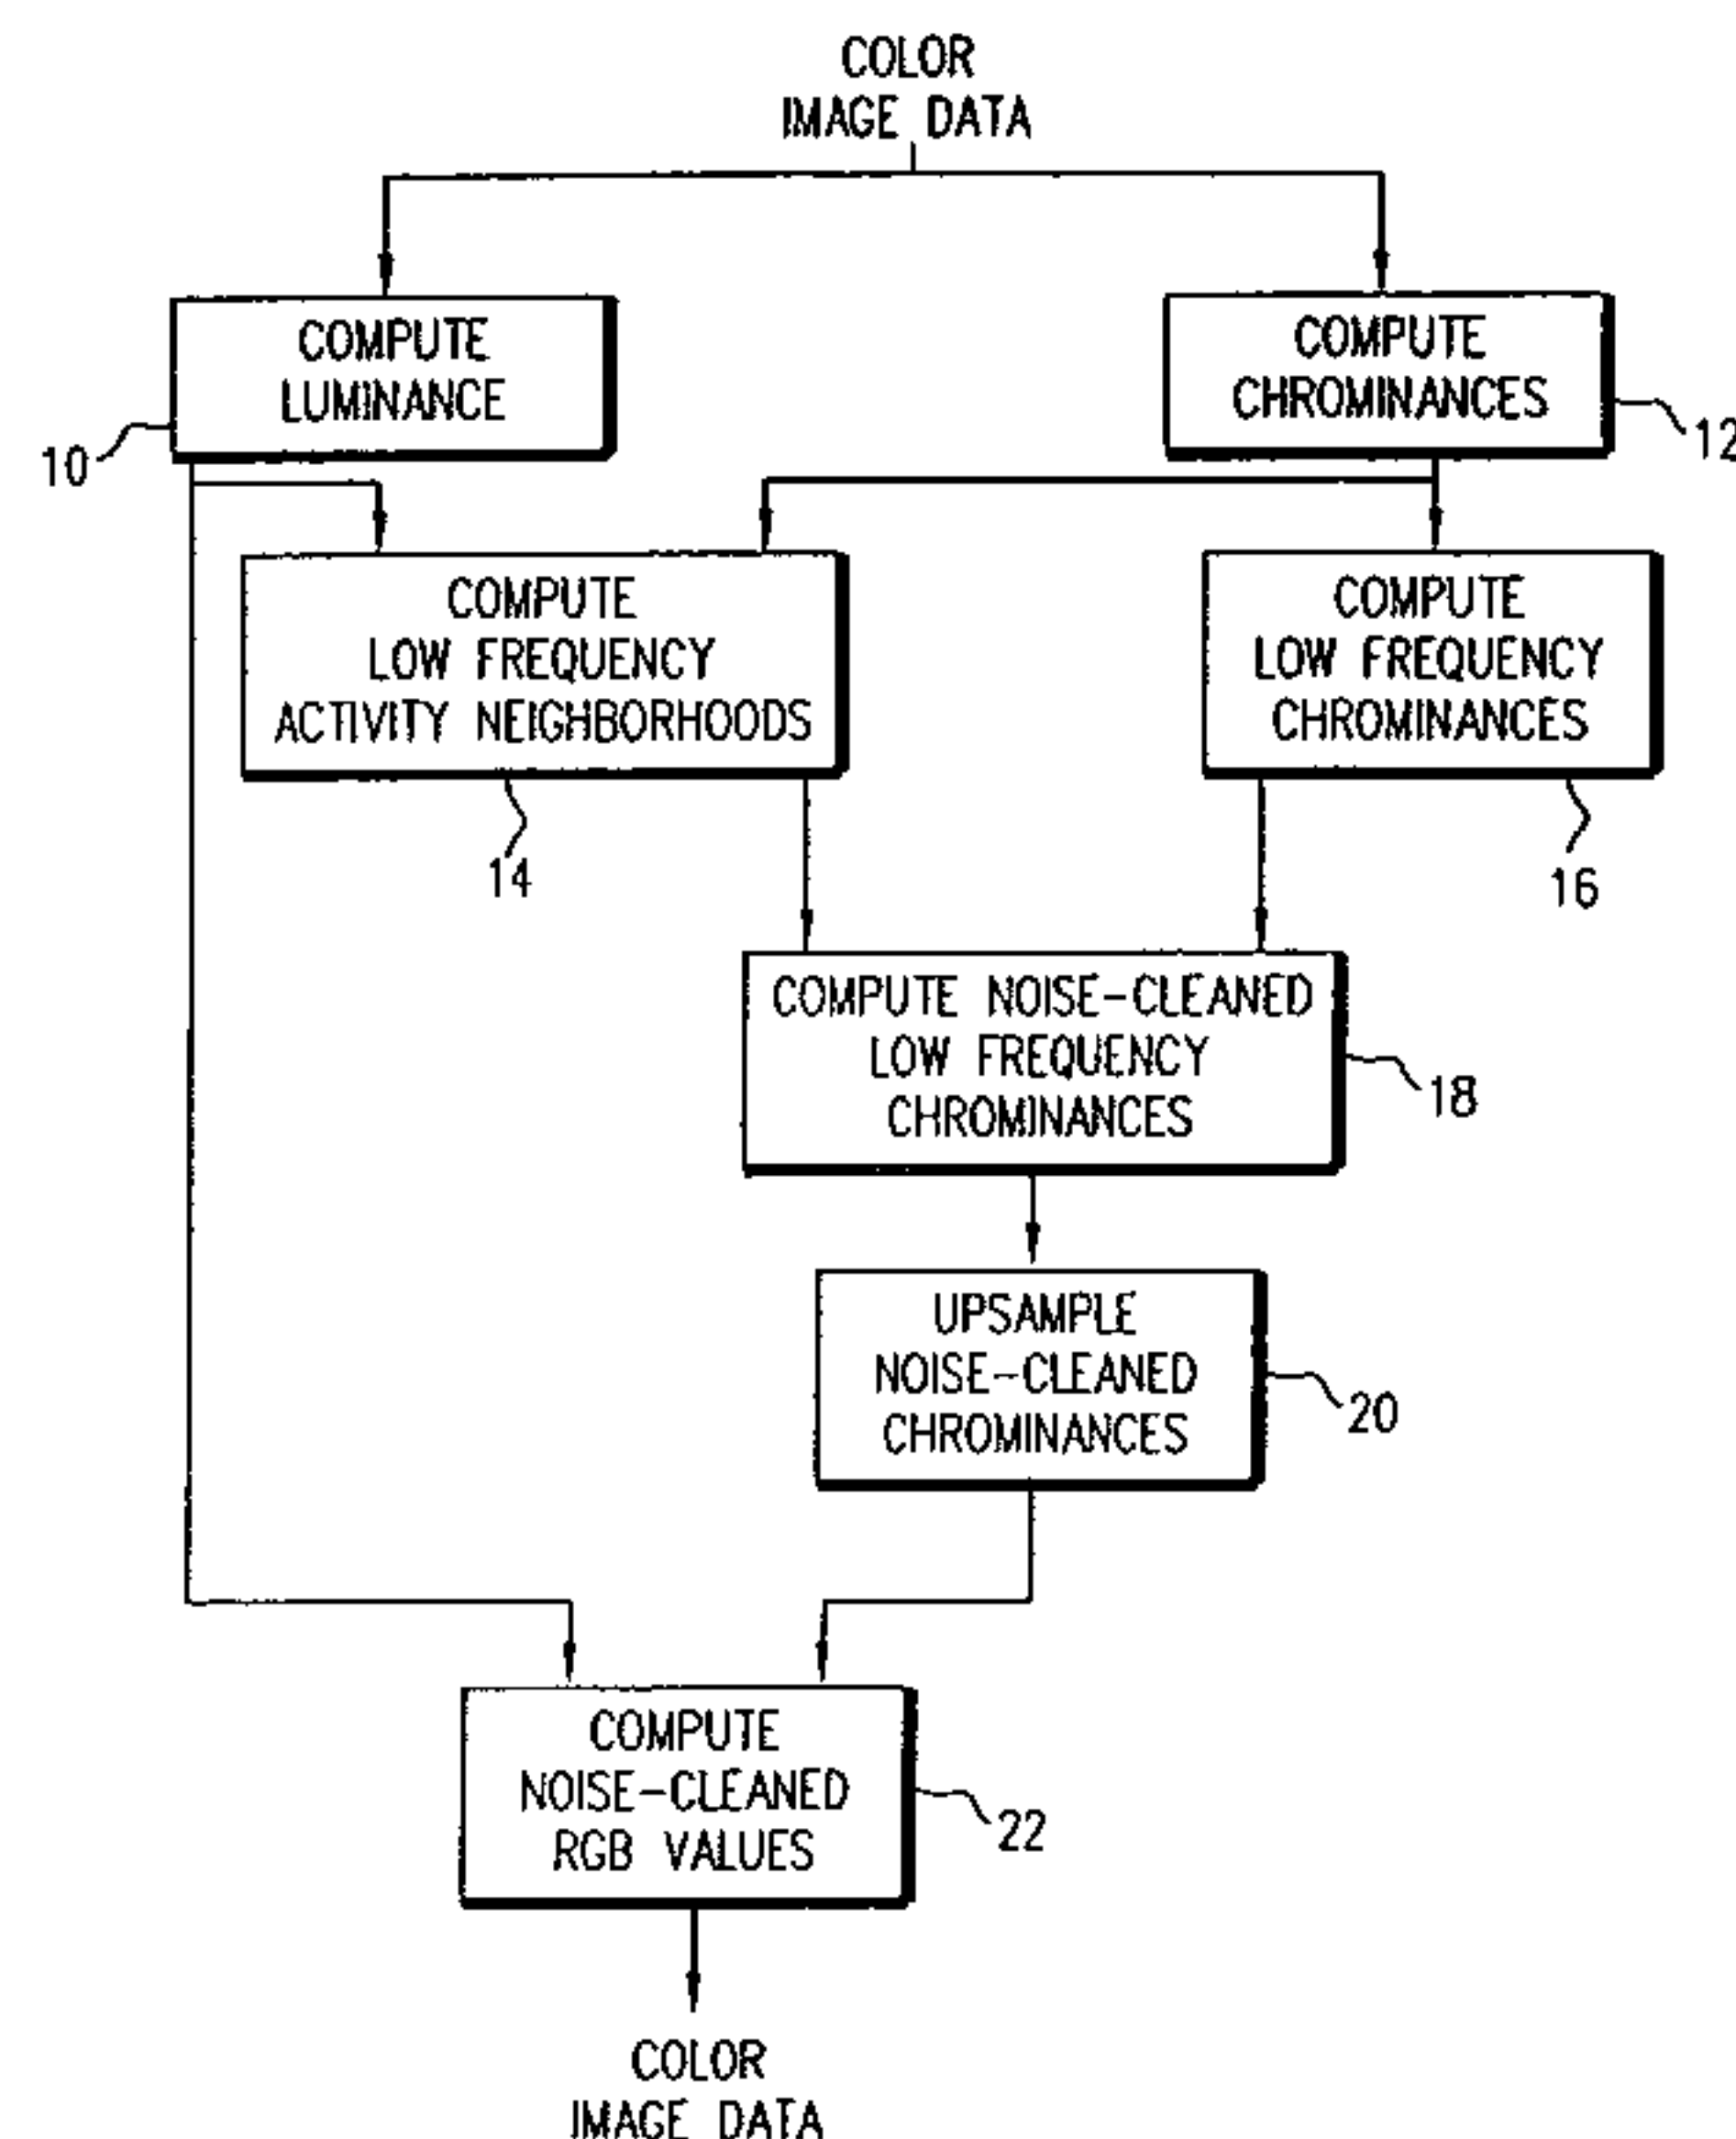 COLOR
IMAGE DATA
COMPUTE
LUMINANCE
10
COMPUTE
CHROMINANCES
12
COMPUTE
LOW FREQUENCY
ACTIVITY NEIGHBORHOODS
14
COMPUTE
LOW FREQUENCY
CHROMINANCES
16
COMPUTE NOISE-CLEANED
LOW FREQUENCY
CHROMINANCES
18
UPSAMPLE
NOISE-CLEANED
CHROMINANCES
20
COMPUTE
NOISE-CLEANED
RGB VALUES
22
COLOR
IMAGE DATA